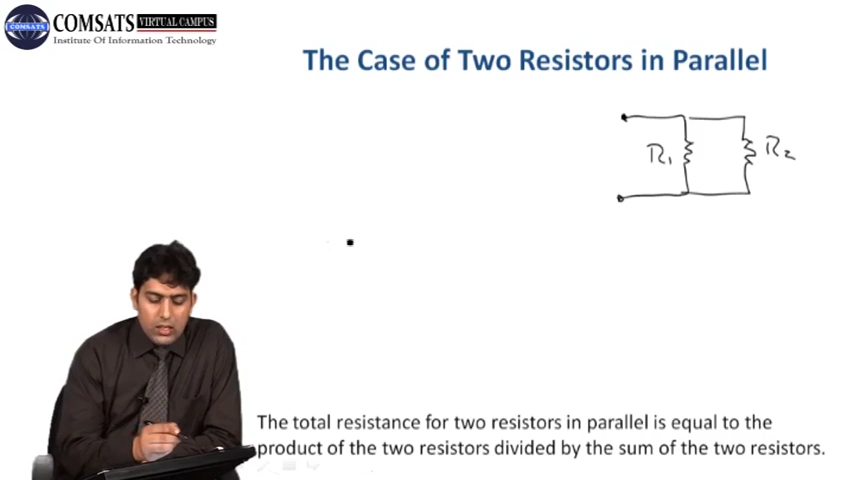 COMSATS VIRTUAL CAMPUS
COMSATS
Institute Of Information Technology
The Case of Two Resistors in Parallel
R₁
R₂
The total resistance for two resistors in parallel is equal to the
product of the two resistors divided by the sum of the two resistors.